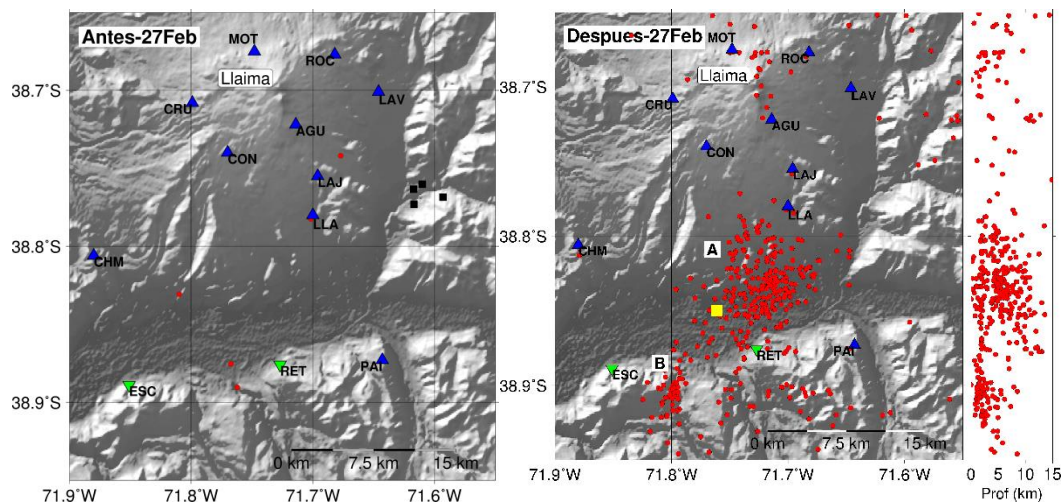 Antes-27Feb
MOT
ROC
Llaima
LAV
CRU
AGU
CON
LAJ
LLA
CHM
RET
PAI
ESC
0 km 7.5 km 15 km
38.7°S
38.8°S
38.9°S
71.9°W 71.8°W 71.7°W 71.6°W
Despues-27Feb
MOT
ROC
Llaima
LAV
CRU
AGU
CON
LAJ
LLA
A
CHM
RET
PAI
ESC
B
0 km 7.5 km 15 km
38.7°S
38.8°S
38.9°S
71.9°W 71.8°W 71.7°W 71.6°W
0 5 10 15
Prof (km)